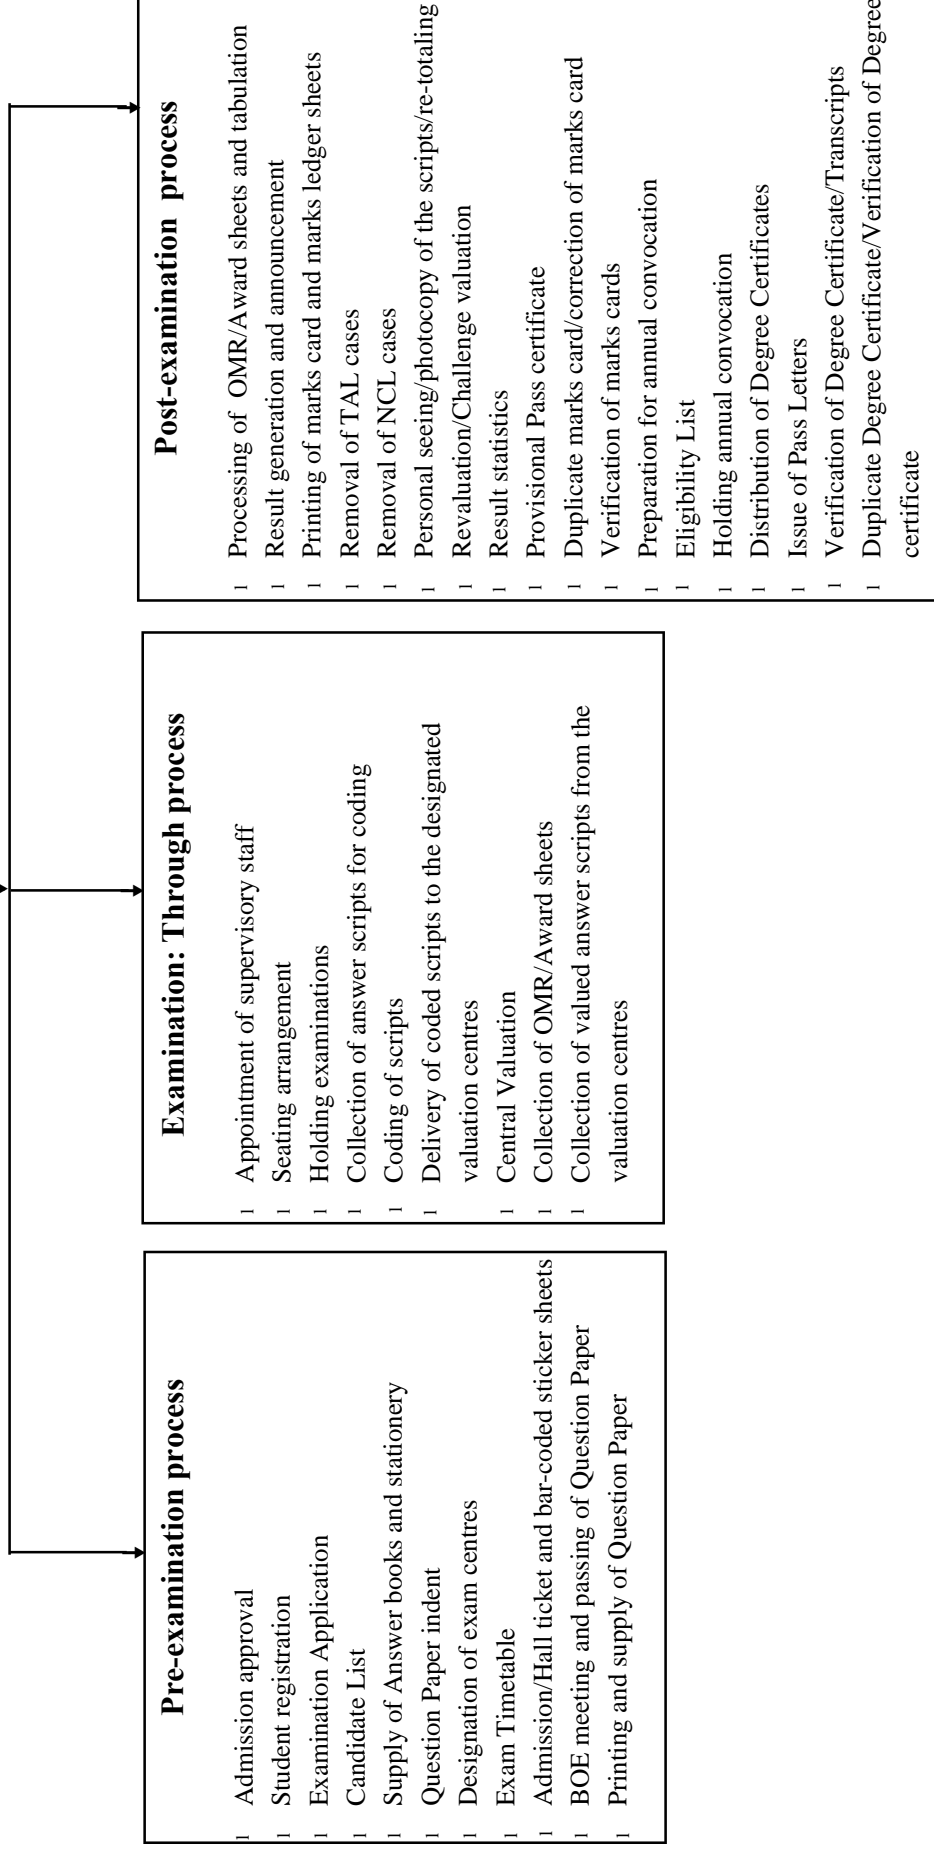 Pre-examination process
l Admission approval
l Student registration
l Examination Application
l Candidate List
l Supply of Answer books and stationery
l Question Paper indent
l Designation of exam centres
l Exam Timetable
l Admission/Hall ticket and bar-coded sticker sheets
l BOE meeting and passing of Question Paper
l Printing and supply of Question Paper
Examination: Through process
l Appointment of supervisory staff
l Seating arrangement
l Holding examinations
l Collection of answer scripts for coding
l Coding of scripts
l Delivery of coded scripts to the designated
valuation centres
l Central Valuation
l Collection of OMR/Award sheets
l Collection of valued answer scripts from the
valuation centres
Post-examination process
l Processing of OMR/Award sheets and tabulation
l Result generation and announcement
l Printing of marks card and marks ledger sheets
l Removal of TAL cases
l Removal of NCL cases
l Personal seeing/photocopy of the scripts/re-totaling
l Revaluation/Challenge valuation
l Result statistics
l Provisional Pass certificate
l Duplicate marks card/correction of marks card
l Verification of marks cards
l Preparation for annual convocation
l Eligibility List
l Holding annual convocation
l Distribution of Degree Certificates
l Issue of Pass Letters
l Verification of Degree Certificate/Transcripts
l Duplicate Degree Certificate/Verification of Degree
certificate